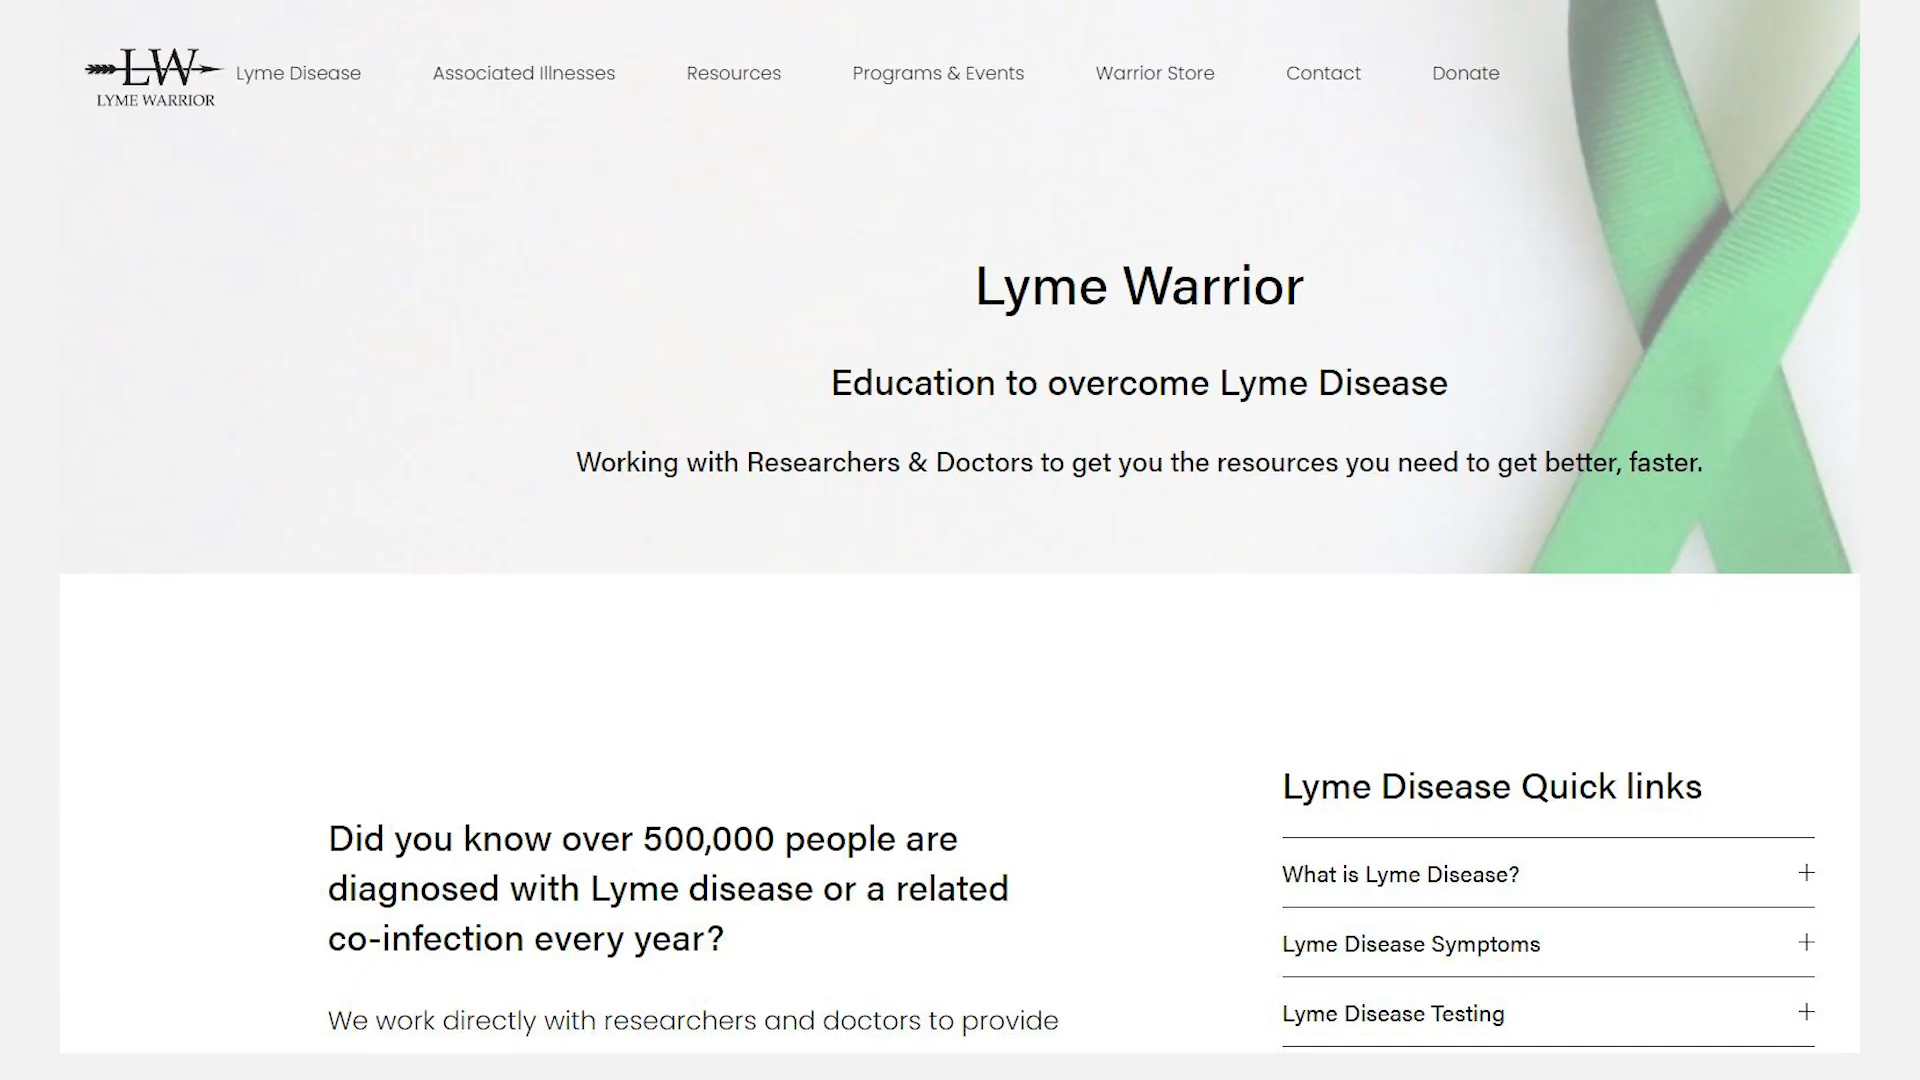 LW
LYME WARRIOR
Lyme Disease
Associated Illnesses
Resources
Programs & Events
Warrior Store
Contact
Donate
Lyme Warrior
Education to overcome Lyme Disease
Working with Researchers & Doctors to get you the resources you need to get better, faster.
Did you know over 500,000 people are
diagnosed with Lyme disease or a related
co-infection every year?
We work directly with researchers and doctors to provide
Lyme Disease Quick links
What is Lyme Disease?
Lyme Disease Symptoms
Lyme Disease Testing